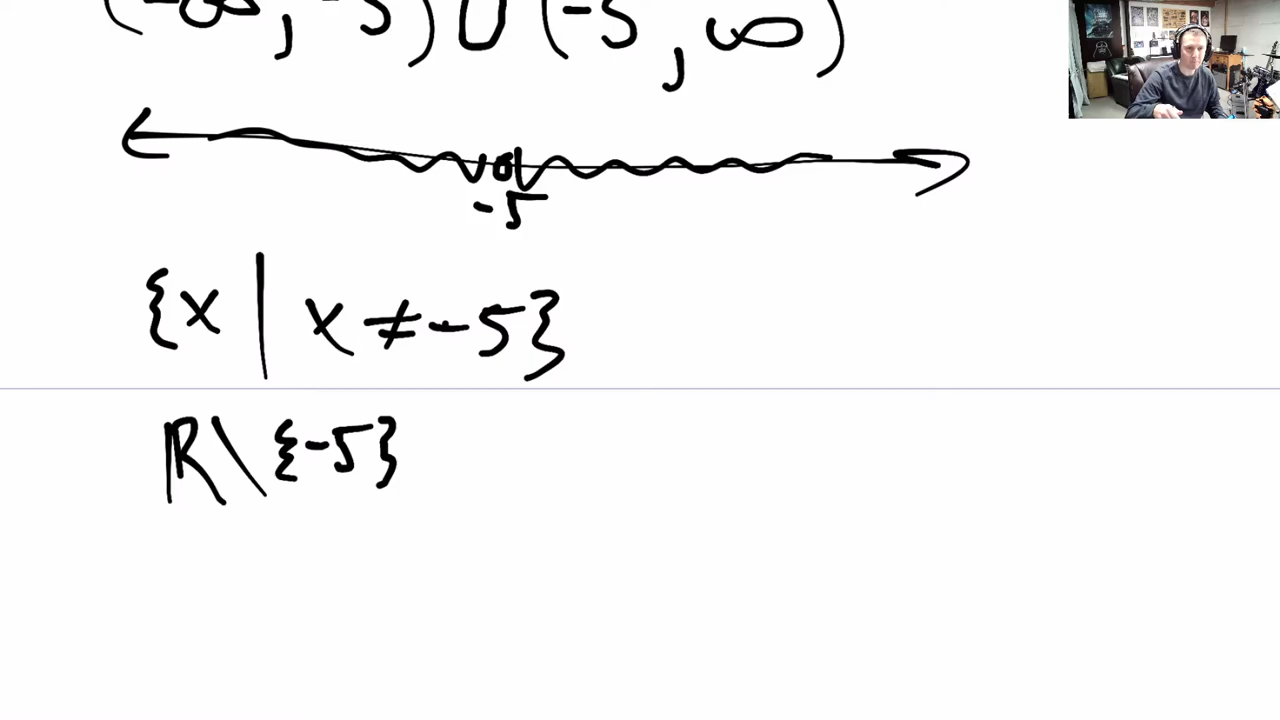 (-∞, -5) ∪ (-5, ∞)
-5
{x | x ≠ -5}
ℝ\{-5}